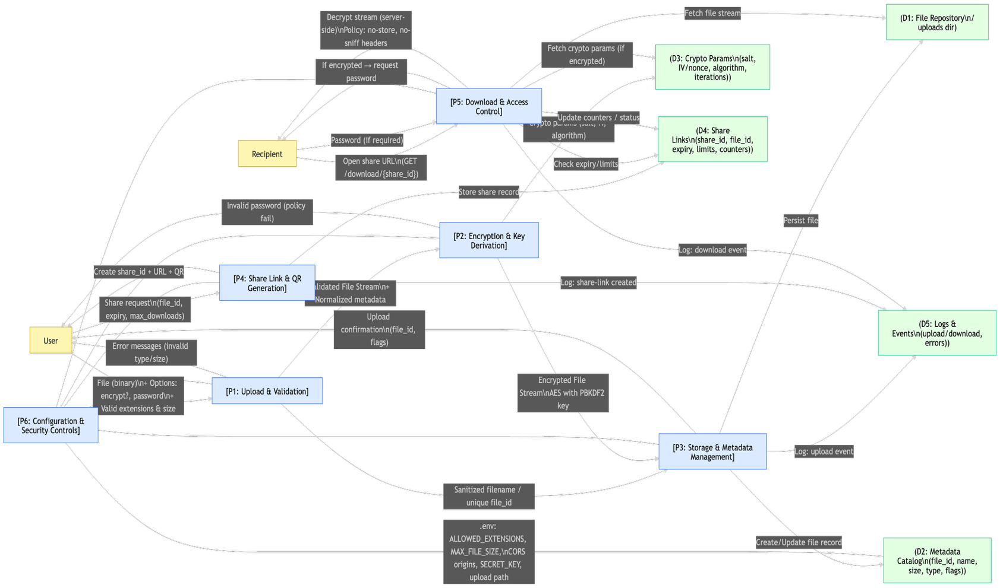 Decrypt stream (server-
side)\nPolicy: no-store, no-
sniff headers
Fetch file stream
(D1: File Repository\n/
uploads dir)
Fetch crypto params (if
encrypted)
(D3: Crypto Params\n(salt,
IV/nonce, algorithm,
iterations))
If encrypted → request
password
[P5: Download & Access
Control]
Update counters / status
algorithm)
(D4: Share
Links\n(share_id, file_id,
expiry, limits, counters))
Password (if required)
Recipient
Open share URL\n(GET
/download/{share_id})
Check expiry/limits
Store share record
Invalid password (policy
fail)
Persist file
[P2: Encryption & Key
Derivation]
Log: download event
Create share_id + URL + QR
[P4: Share Link & QR
Generation]
File Stream\n+
Normalized metadata
Log: share-link created
Share request\n(file_id,
expiry, max_downloads)
Upload
confirmation\n(file_id,
flags)
(D5: Logs &
Events\n(upload/download,
errors))
User
Error messages (invalid
type/size)
File (binary)\n+ Options:
encrypt?, password\n+
Valid extensions & size
[P1: Upload & Validation]
Encrypted File
Stream\nAES with PBKDF2
key
[P6: Configuration &
Security Controls]
[P3: Storage & Metadata
Management]
Log: upload event
Sanitized filename /
unique file_id
.env:
ALLOWED_EXTENSIONS,
MAX_FILE_SIZE,\nCORS
origins, SECRET_KEY,
upload path
Create/Update file record
(D2: Metadata
Catalog\n(file_id, name,
size, type, flags))